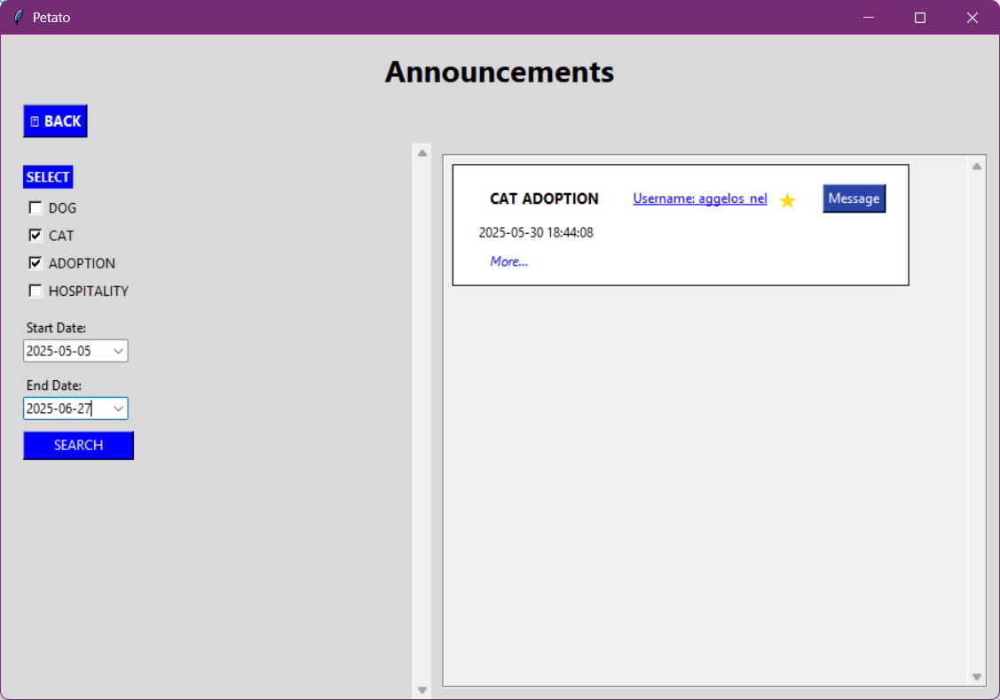 Petato
Announcements
BACK
SELECT
DOG
CAT
ADOPTION
HOSPITALITY
Start Date:
2025-05-05
End Date:
2025-06-27
SEARCH
CAT ADOPTION
Username: aggelos_nel
Message
2025-05-30 18:44:08
More...